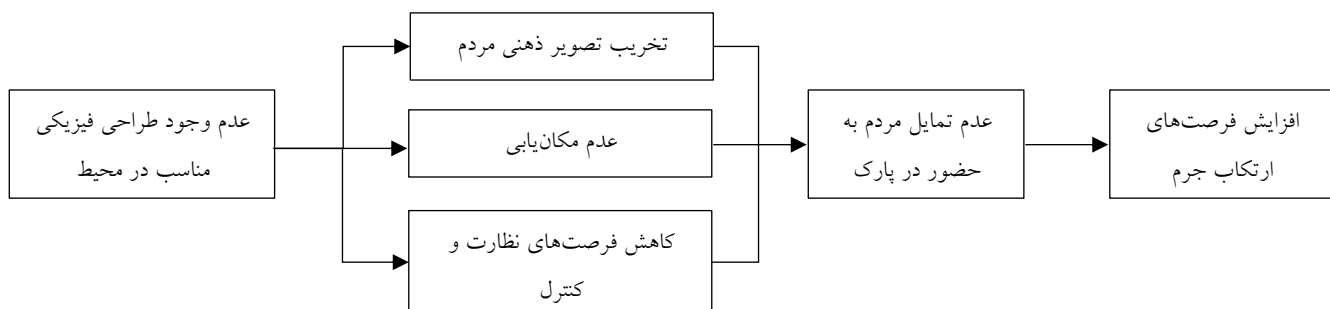 عدم وجود طراحی فیزیکی
مناسب در محیط
تخریب تصویر ذهنی مردم
عدم مکان‌یابی
کاهش فرصت‌های نظارت و
کنترل
عدم تمایل مردم به
حضور در پارک
افزایش فرصت‌های
ارتکاب جرم